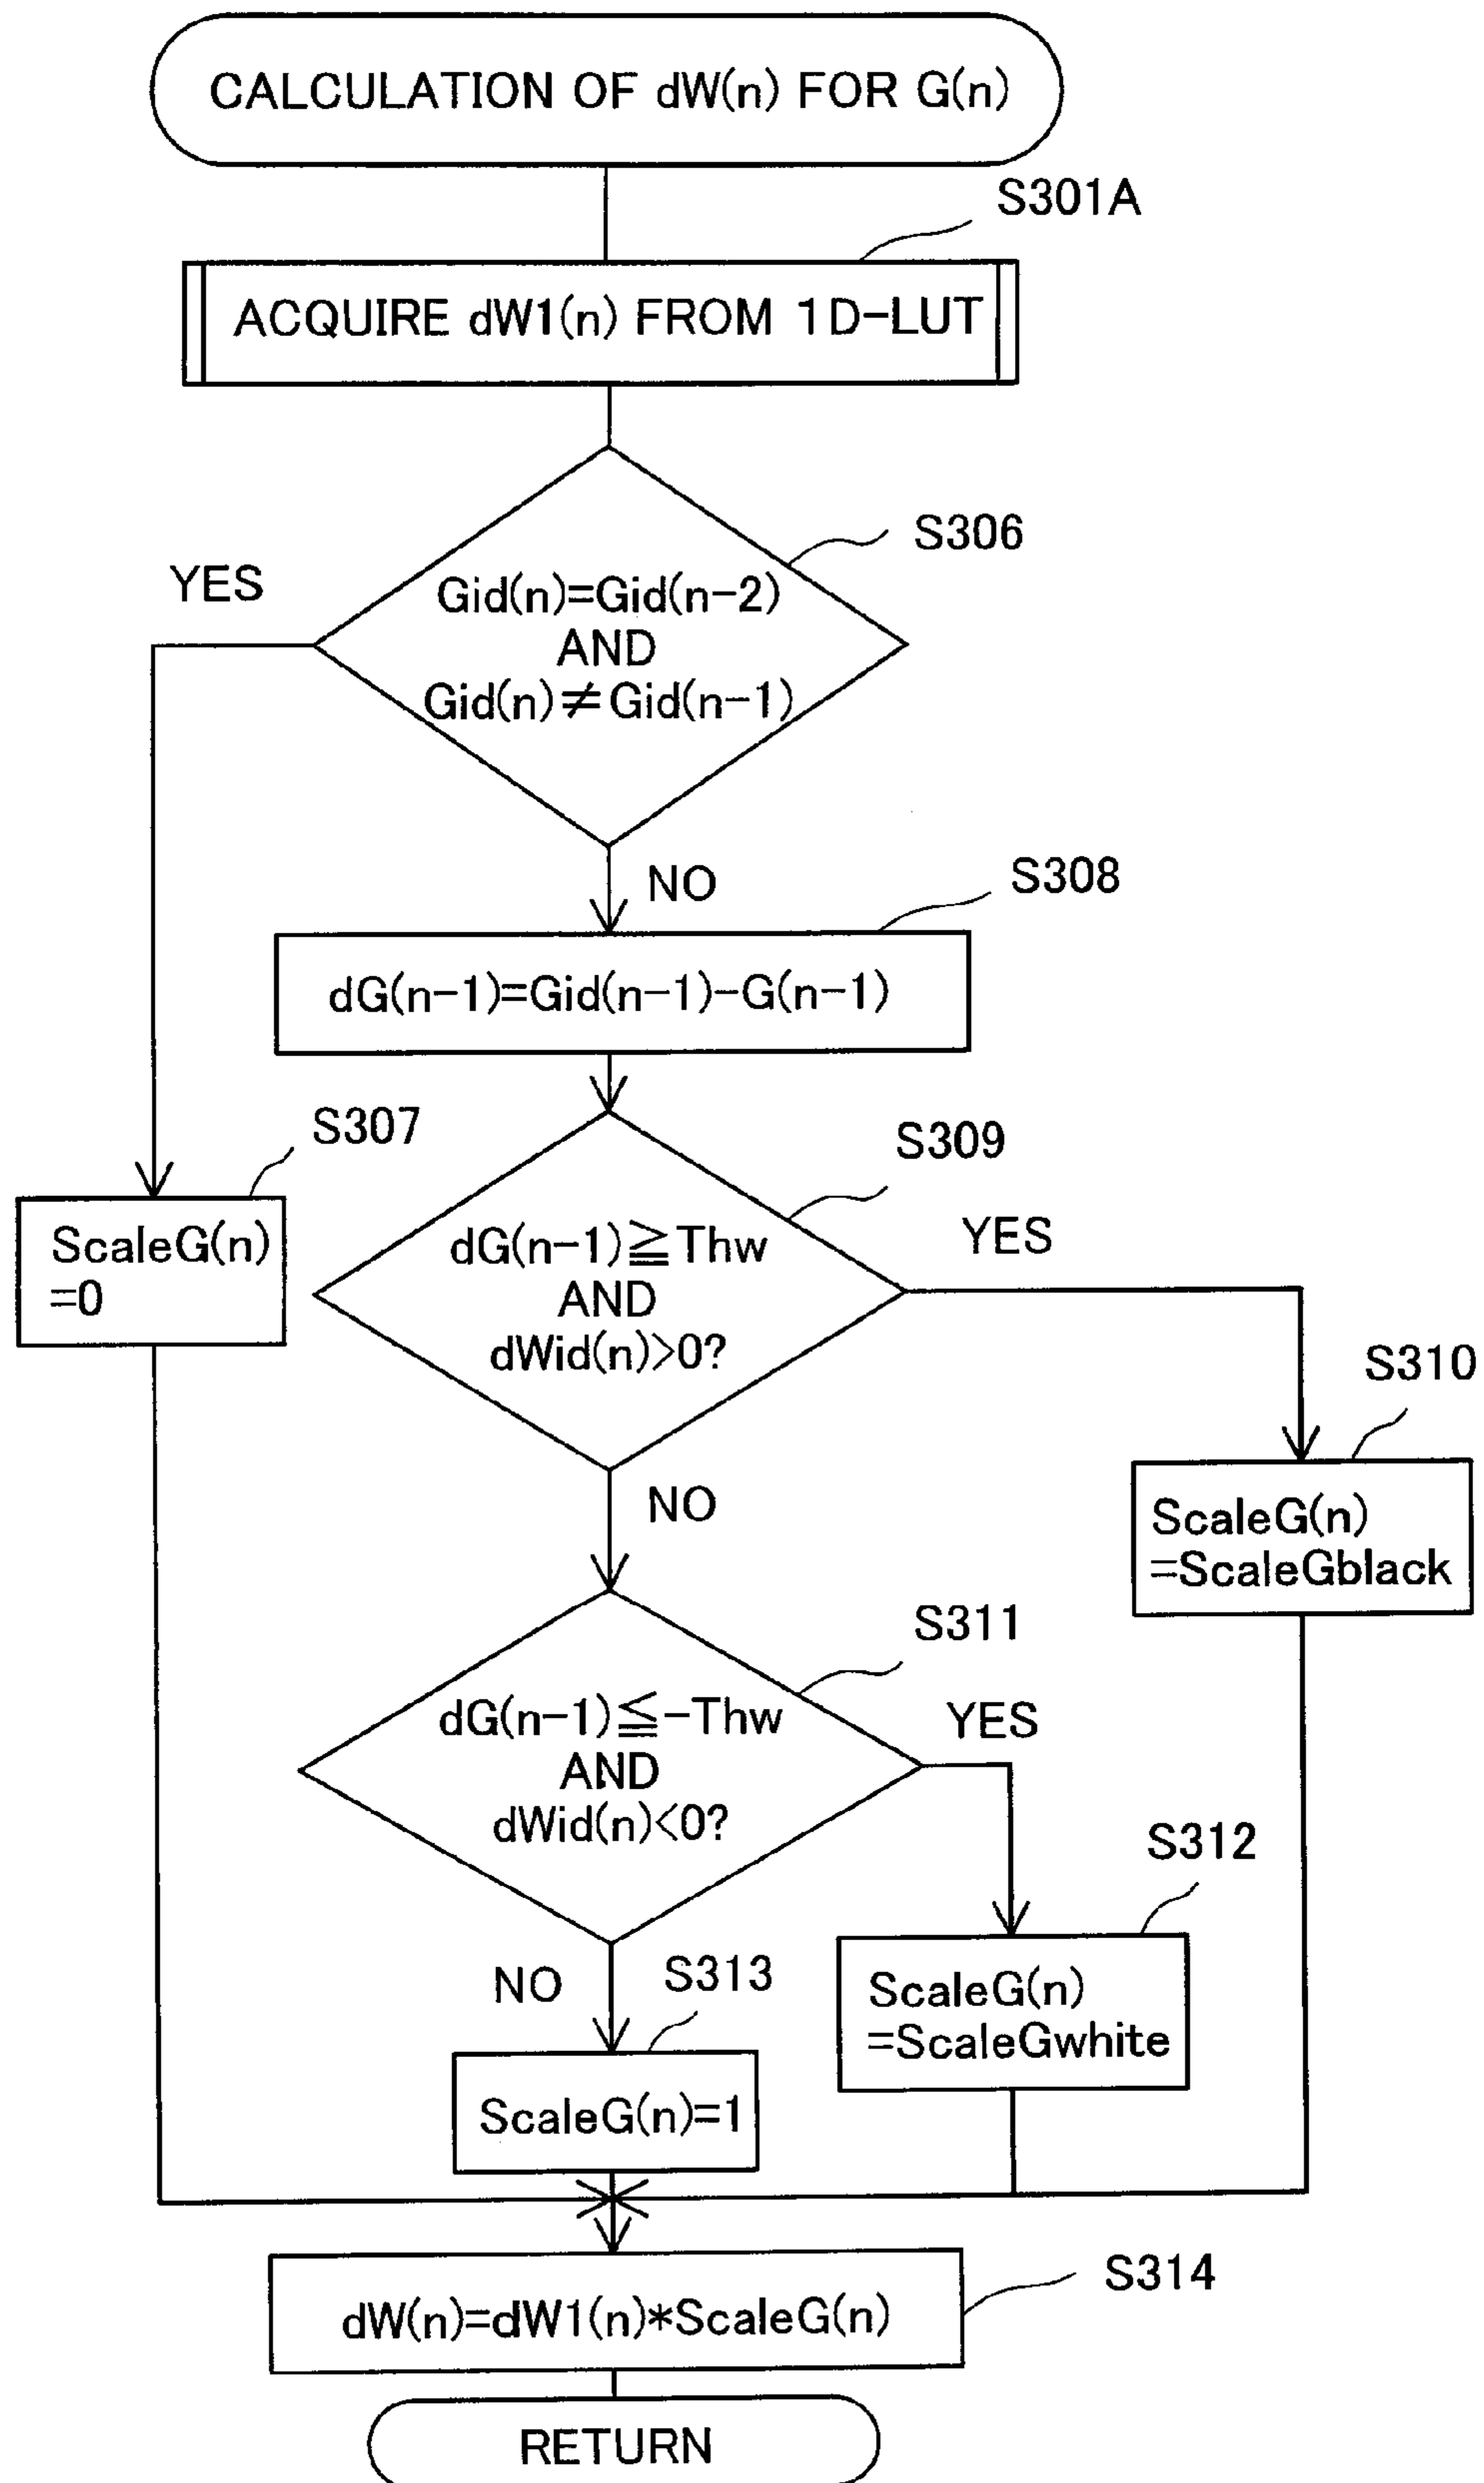 CALCULATION OF dW(n) FOR G(n)
S301A
ACQUIRE dW1(n) FROM 1D-LUT
S306
YES
Gid(n)=Gid(n-2)
AND
Gid(n)≠Gid(n-1)
NO
S308
dG(n-1)=Gid(n-1)-G(n-1)
S307
ScaleG(n)
=0
S309
dG(n-1)≧Thw
AND
dWid(n)>0?
YES
S310
ScaleG(n)
=ScaleGblack
NO
S311
dG(n-1)≦-Thw
AND
dWid(n)<0?
YES
S312
ScaleG(n)
=ScaleGwhite
NO
S313
ScaleG(n)=1
S314
dW(n)=dW1(n)*ScaleG(n)
RETURN